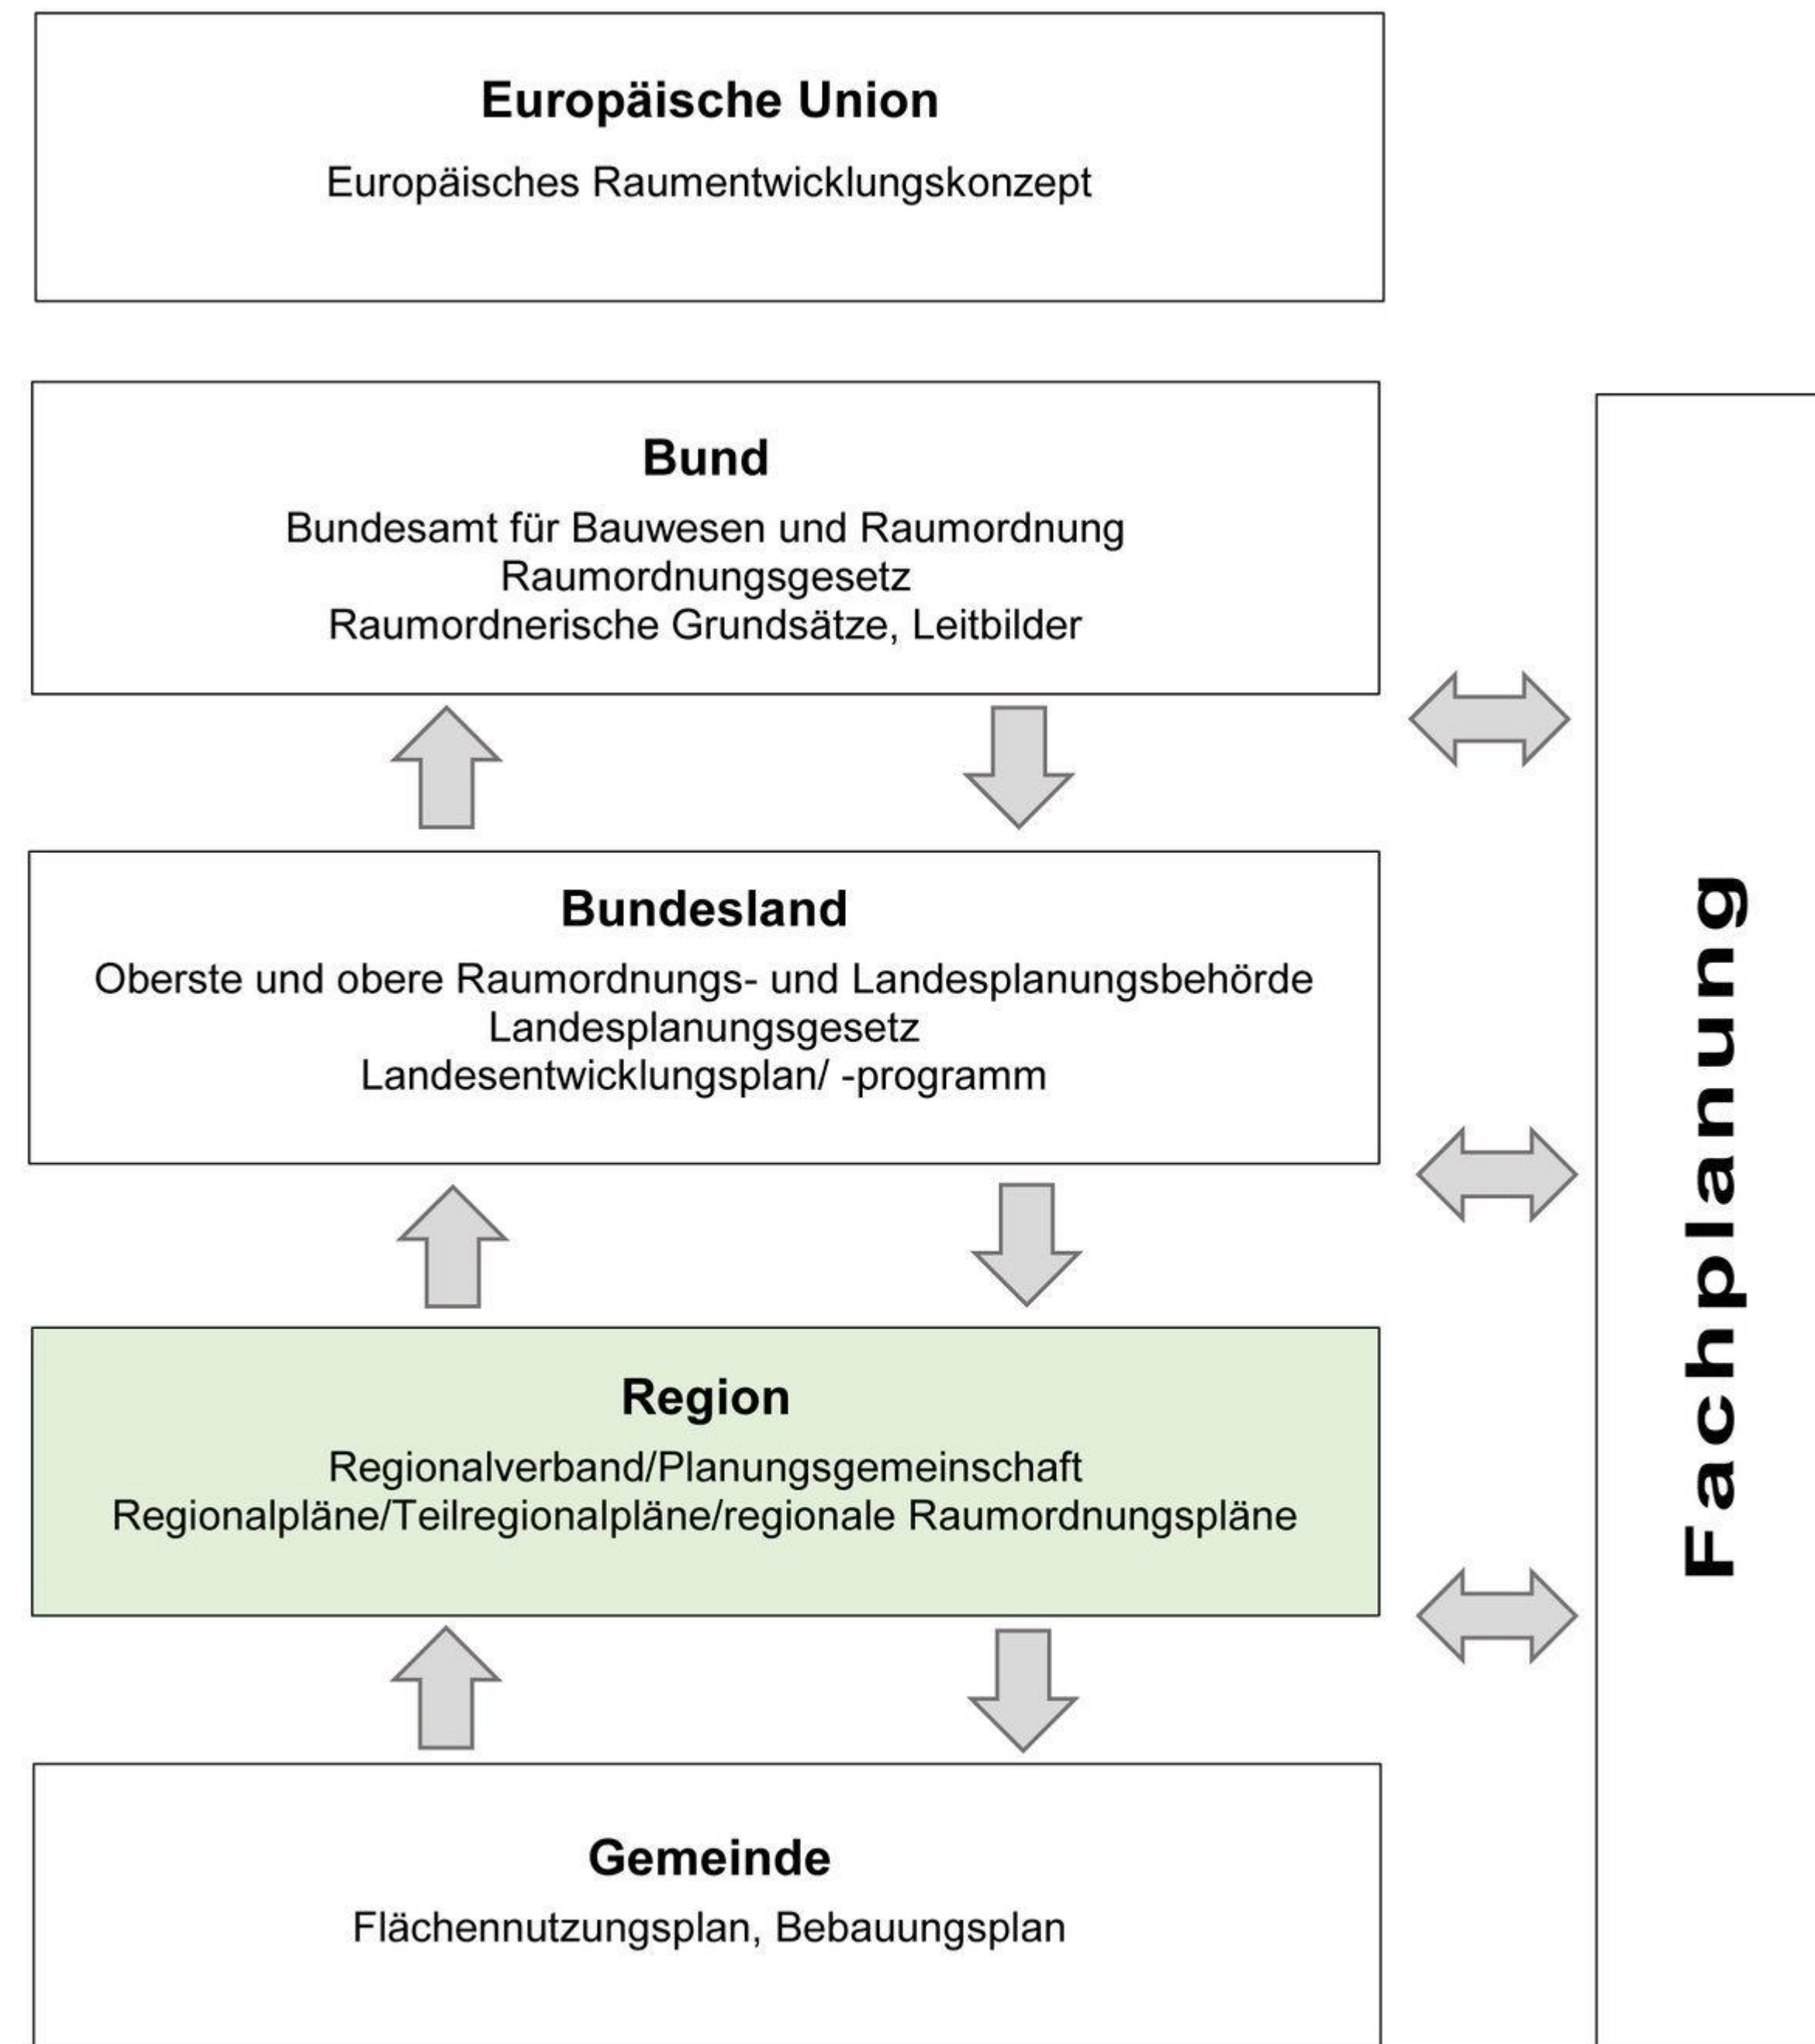 Europäische Union
Europäisches Raumentwicklungskonzept
Bund
Bundesamt für Bauwesen und Raumordnung
Raumordnungsgesetz
Raumordnerische Grundsätze, Leitbilder
Bundesland
Oberste und obere Raumordnungs- und Landesplanungsbehörde
Landesplanungsgesetz
Landesentwicklungsplan/ -programm
Region
Regionalverband/Planungsgemeinschaft
Regionalpläne/Teilregionalpläne/regionale Raumordnungspläne
Gemeinde
Flächennutzungsplan, Bebauungsplan
Fachplanung